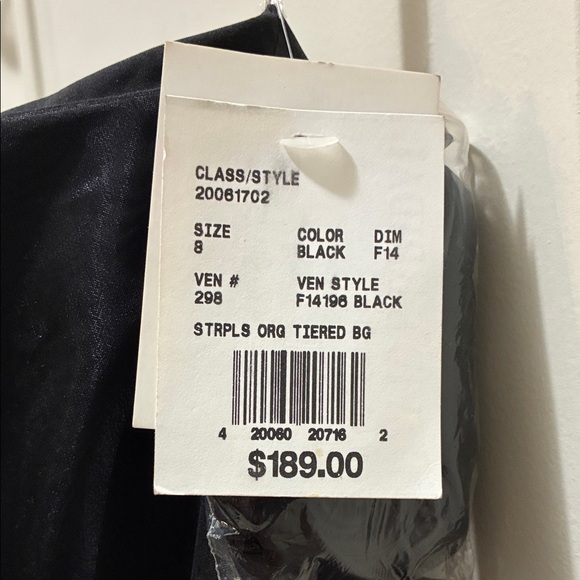 CLASS/STYLE
20061702
SIZE COLOR DIM
8 BLACK F14
VEN # VEN STYLE
298 F14196 BLACK
STRPLS ORG TIERED BG
4 20060 20716 2
$189.00